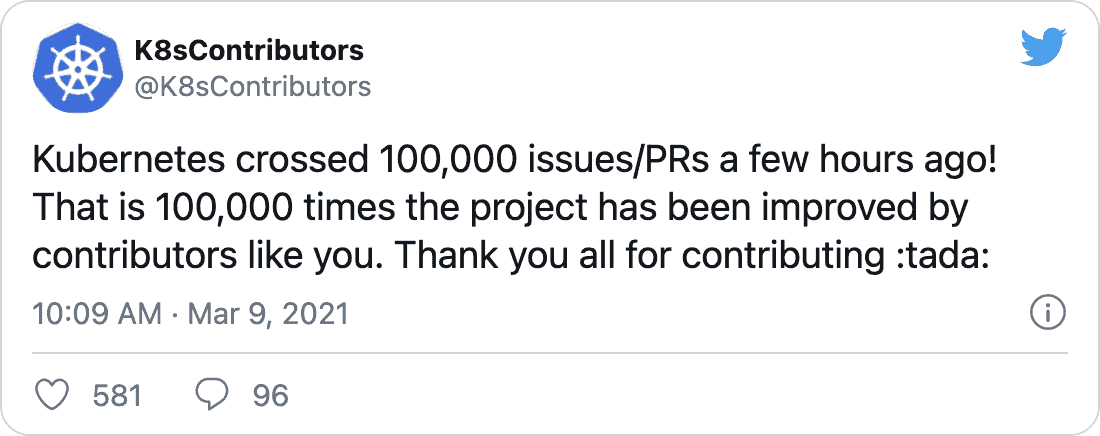 K8sContributors
@K8sContributors
Kubernetes crossed 100,000 issues/PRs a few hours ago!
That is 100,000 times the project has been improved by
contributors like you. Thank you all for contributing :tada:
10:09 AM · Mar 9, 2021
581 96